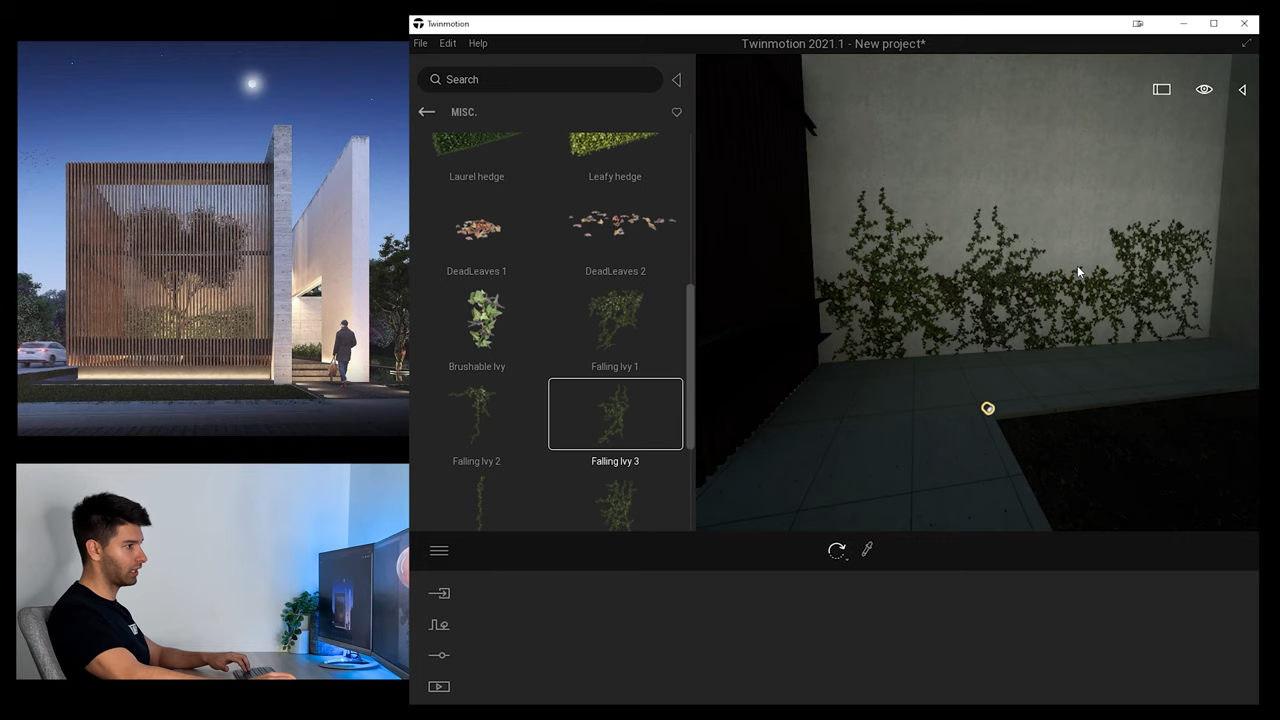 Twinmotion
File Edit Help
Twinmotion 2021.1 - New project*
Search
MISC.
Laurel hedge
Leafy hedge
DeadLeaves 1
DeadLeaves 2
Brushable Ivy
Falling Ivy 1
Falling Ivy 2
Falling Ivy 3